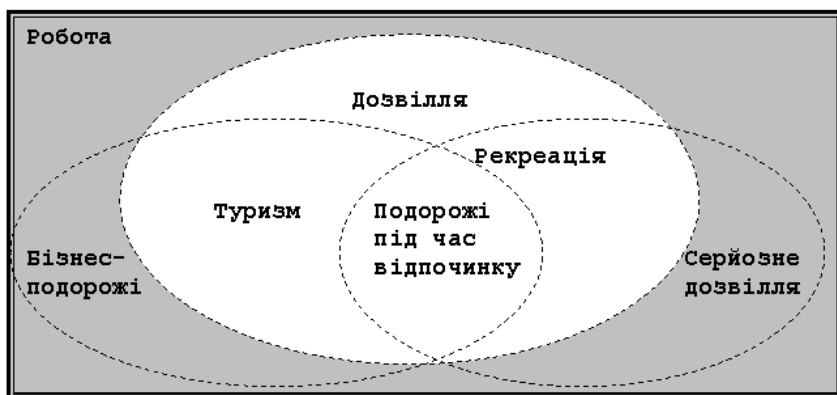 Робота
Дозвілля
Рекреація
Туризм
Подорожі
під час
відпочинку
Бізнес-
подорожі
Серйозне
дозвілля